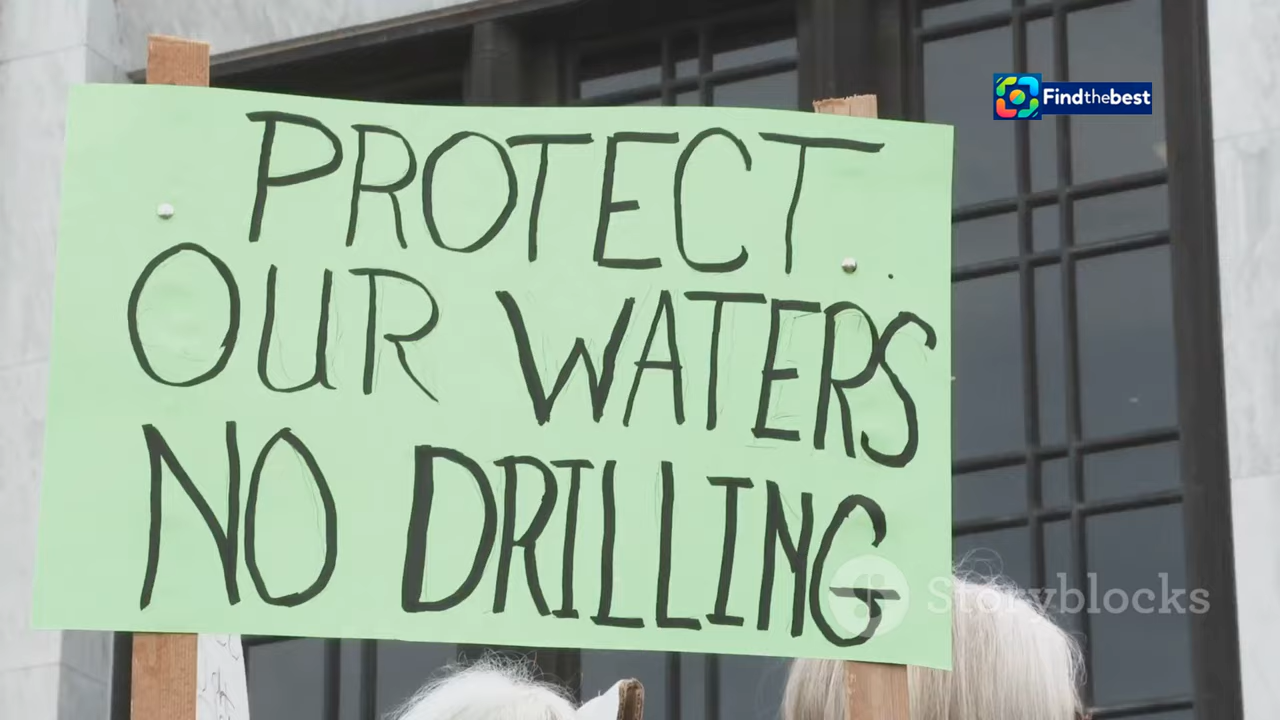 Findthebest
PROTECT
OUR WATERS
NO DRILLING
Storyblocks